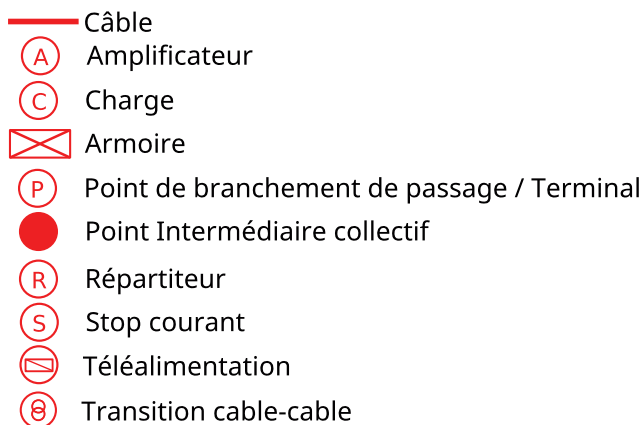 Câble
A Amplificateur
C Charge
Armoire
P Point de branchement de passage / Terminal
Point Intermédiaire collectif
R Répartiteur
S Stop courant
Téléalimentation
Transition cable-cable